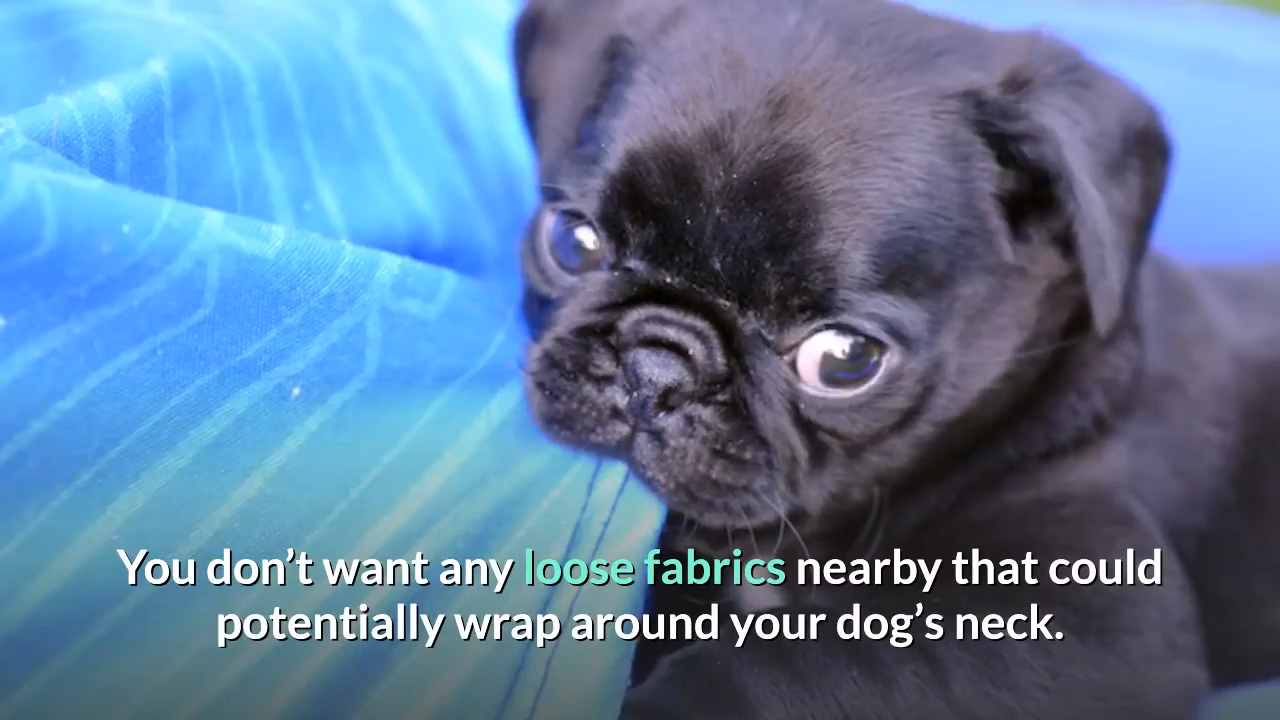 You don’t want any loose fabrics nearby that could
potentially wrap around your dog’s neck.